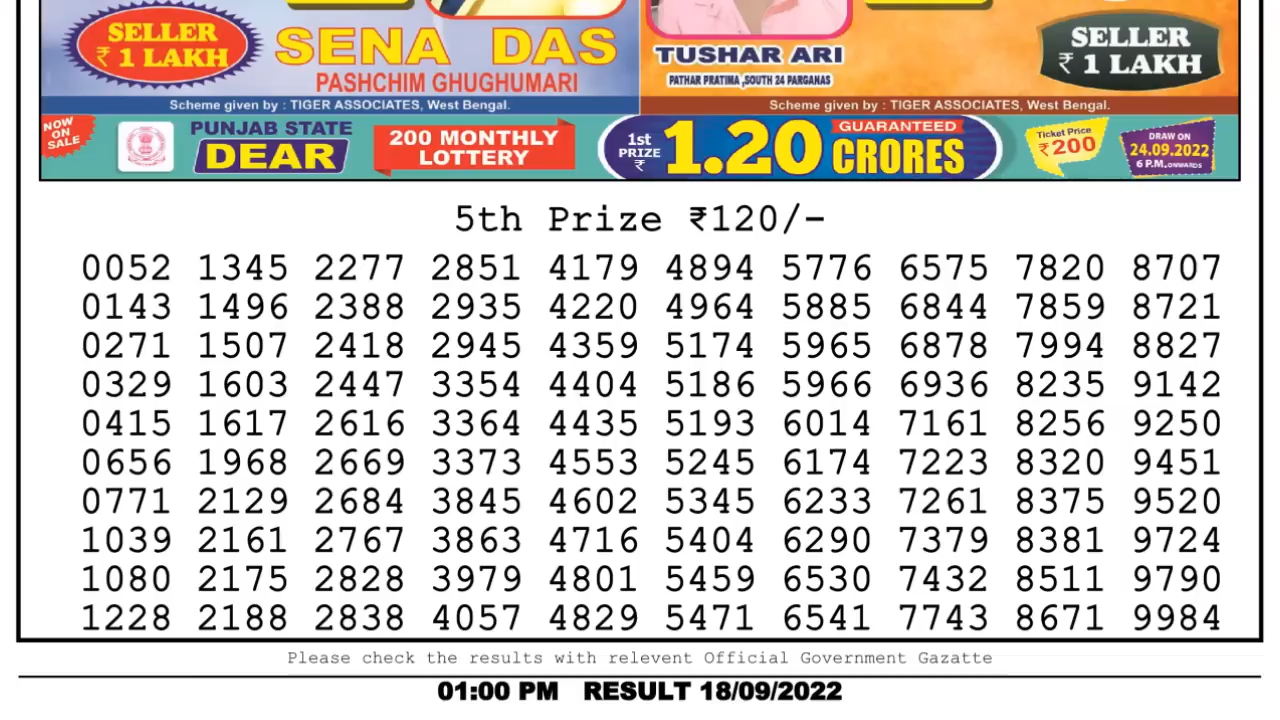 SELLER
₹ 1 LAKH
SENA DAS
PASHCHIM GHUGHUMARI
TUSHAR ARI
PATHAR PRATIMA ,SOUTH 24 PARGANAS
SELLER
₹ 1 LAKH
Scheme given by : TIGER ASSOCIATES, West Bengal.
Scheme given by : TIGER ASSOCIATES, West Bengal.
NOW
ON
SALE
PUNJAB STATE
DEAR
200 MONTHLY
LOTTERY
1st
PRIZE
₹
1.20
GUARANTEED
CRORES
Ticket Price
₹200
DRAW ON
24.09.2022
6 P.M. ONWARDS
5th Prize ₹120/-
0052 1345 2277 2851 4179 4894 5776 6575 7820 8707
0143 1496 2388 2935 4220 4964 5885 6844 7859 8721
0271 1507 2418 2945 4359 5174 5965 6878 7994 8827
0329 1603 2447 3354 4404 5186 5966 6936 8235 9142
0415 1617 2616 3364 4435 5193 6014 7161 8256 9250
0656 1968 2669 3373 4553 5245 6174 7223 8320 9451
0771 2129 2684 3845 4602 5345 6233 7261 8375 9520
1039 2161 2767 3863 4716 5404 6290 7379 8381 9724
1080 2175 2828 3979 4801 5459 6530 7432 8511 9790
1228 2188 2838 4057 4829 5471 6541 7743 8671 9984
Please check the results with relevent Official Government Gazatte
01:00 PM RESULT 18/09/2022